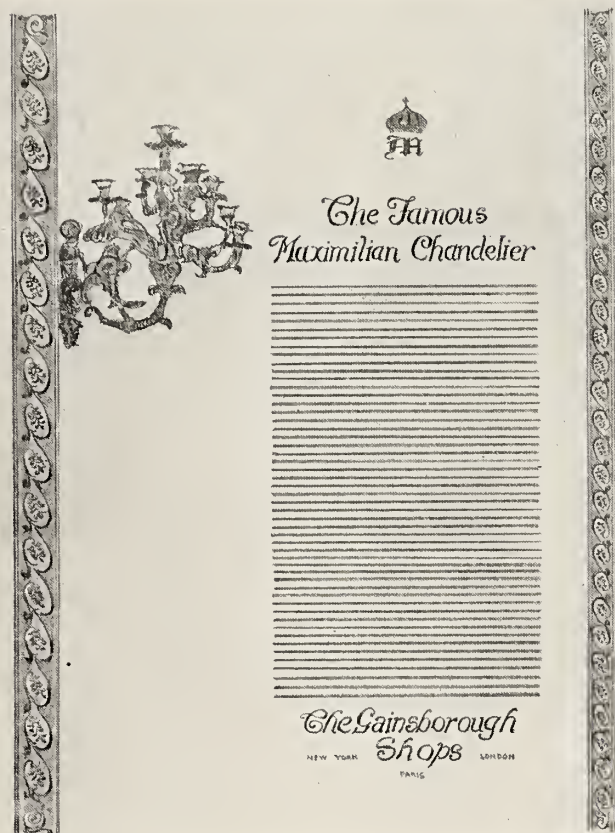 M
The Famous
Maximilian Chandelier
The Gainsborough
NEW YORK Shops LONDON
PARIS